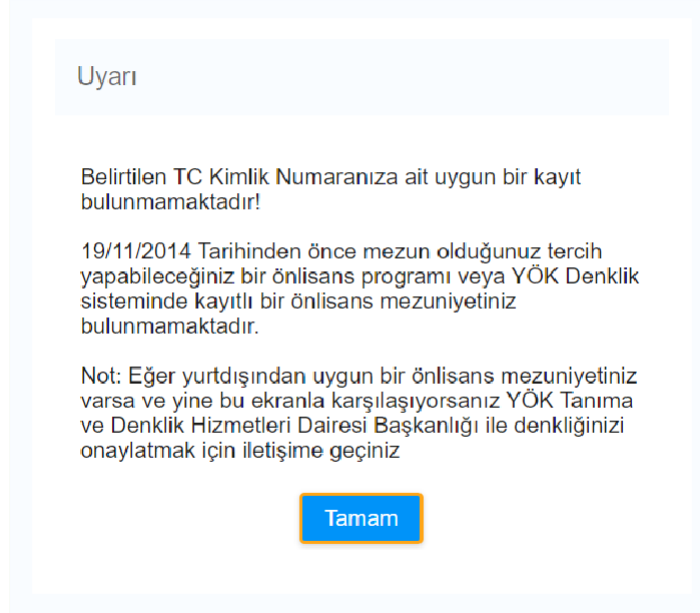 Uyarı
Belirtilen TC Kimlik Numaranıza ait uygun bir kayıt
bulunmamaktadır!
19/11/2014 Tarihinden önce mezun olduğunuz tercih
yapabileceğiniz bir önlisans programı veya YÖK Denklik
sisteminde kayıtlı bir önlisans mezuniyetiniz
bulunmamaktadır.
Not: Eğer yurtdışından uygun bir önlisans mezuniyetiniz
varsa ve yine bu ekranla karşılaşıyorsanız YÖK Tanıma
ve Denklik Hizmetleri Dairesi Başkanlığı ile denkliğinizi
onaylatmak için iletişime geçiniz
Tamam